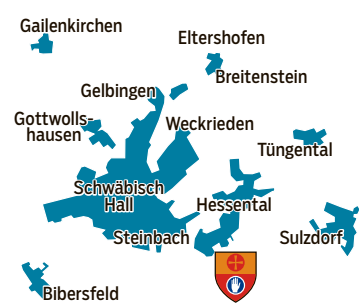 Gailenkirchen
Eltershofen
Breitenstein
Gelbingen
Gottwolls-
hausen
Weckrieden
Tüngental
Schwäbisch
Hall
Hessental
Steinbach
Sulzdorf
Bibersfeld